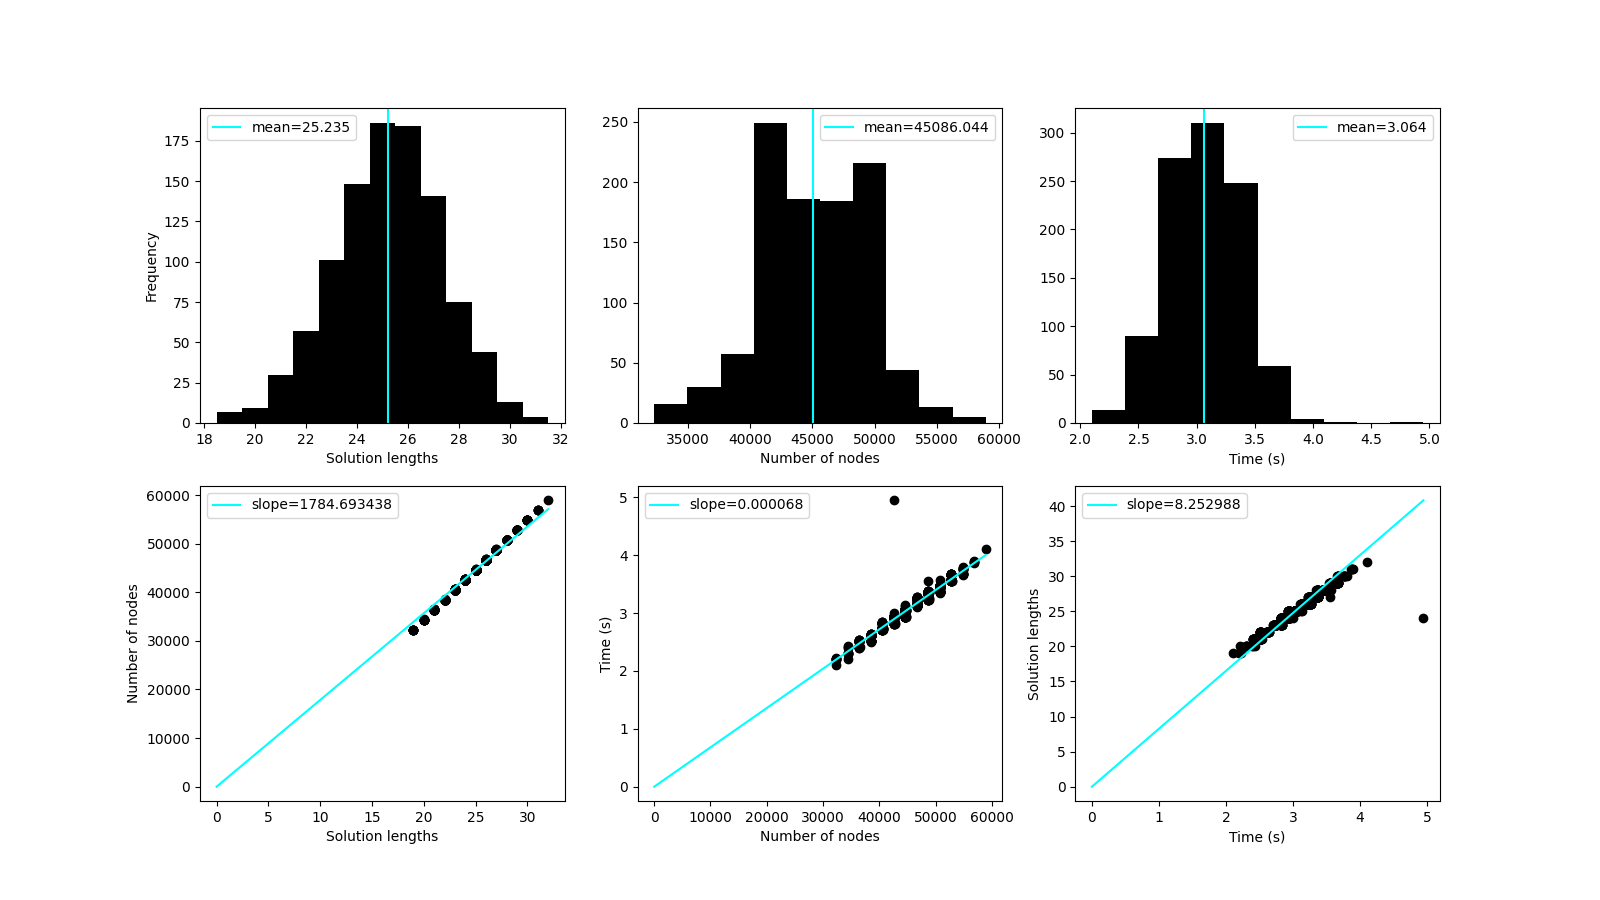 mean=25.235
175
150
125
100
75
50
25
0
Frequency
18 20 22 24 26 28 30 32
Solution lengths
mean=45086.044
250
200
150
100
50
0
35000 40000 45000 50000 55000 60000
Number of nodes
mean=3.064
300
250
200
150
100
50
0
2.0 2.5 3.0 3.5 4.0 4.5 5.0
Time (s)
slope=1784.693438
60000
50000
40000
30000
20000
10000
0
Number of nodes
0 5 10 15 20 25 30
Solution lengths
slope=0.000068
5
4
3
2
1
0
Time (s)
0 10000 20000 30000 40000 50000 60000
Number of nodes
slope=8.252988
40
35
30
25
20
15
10
5
0
Solution lengths
0 1 2 3 4 5
Time (s)